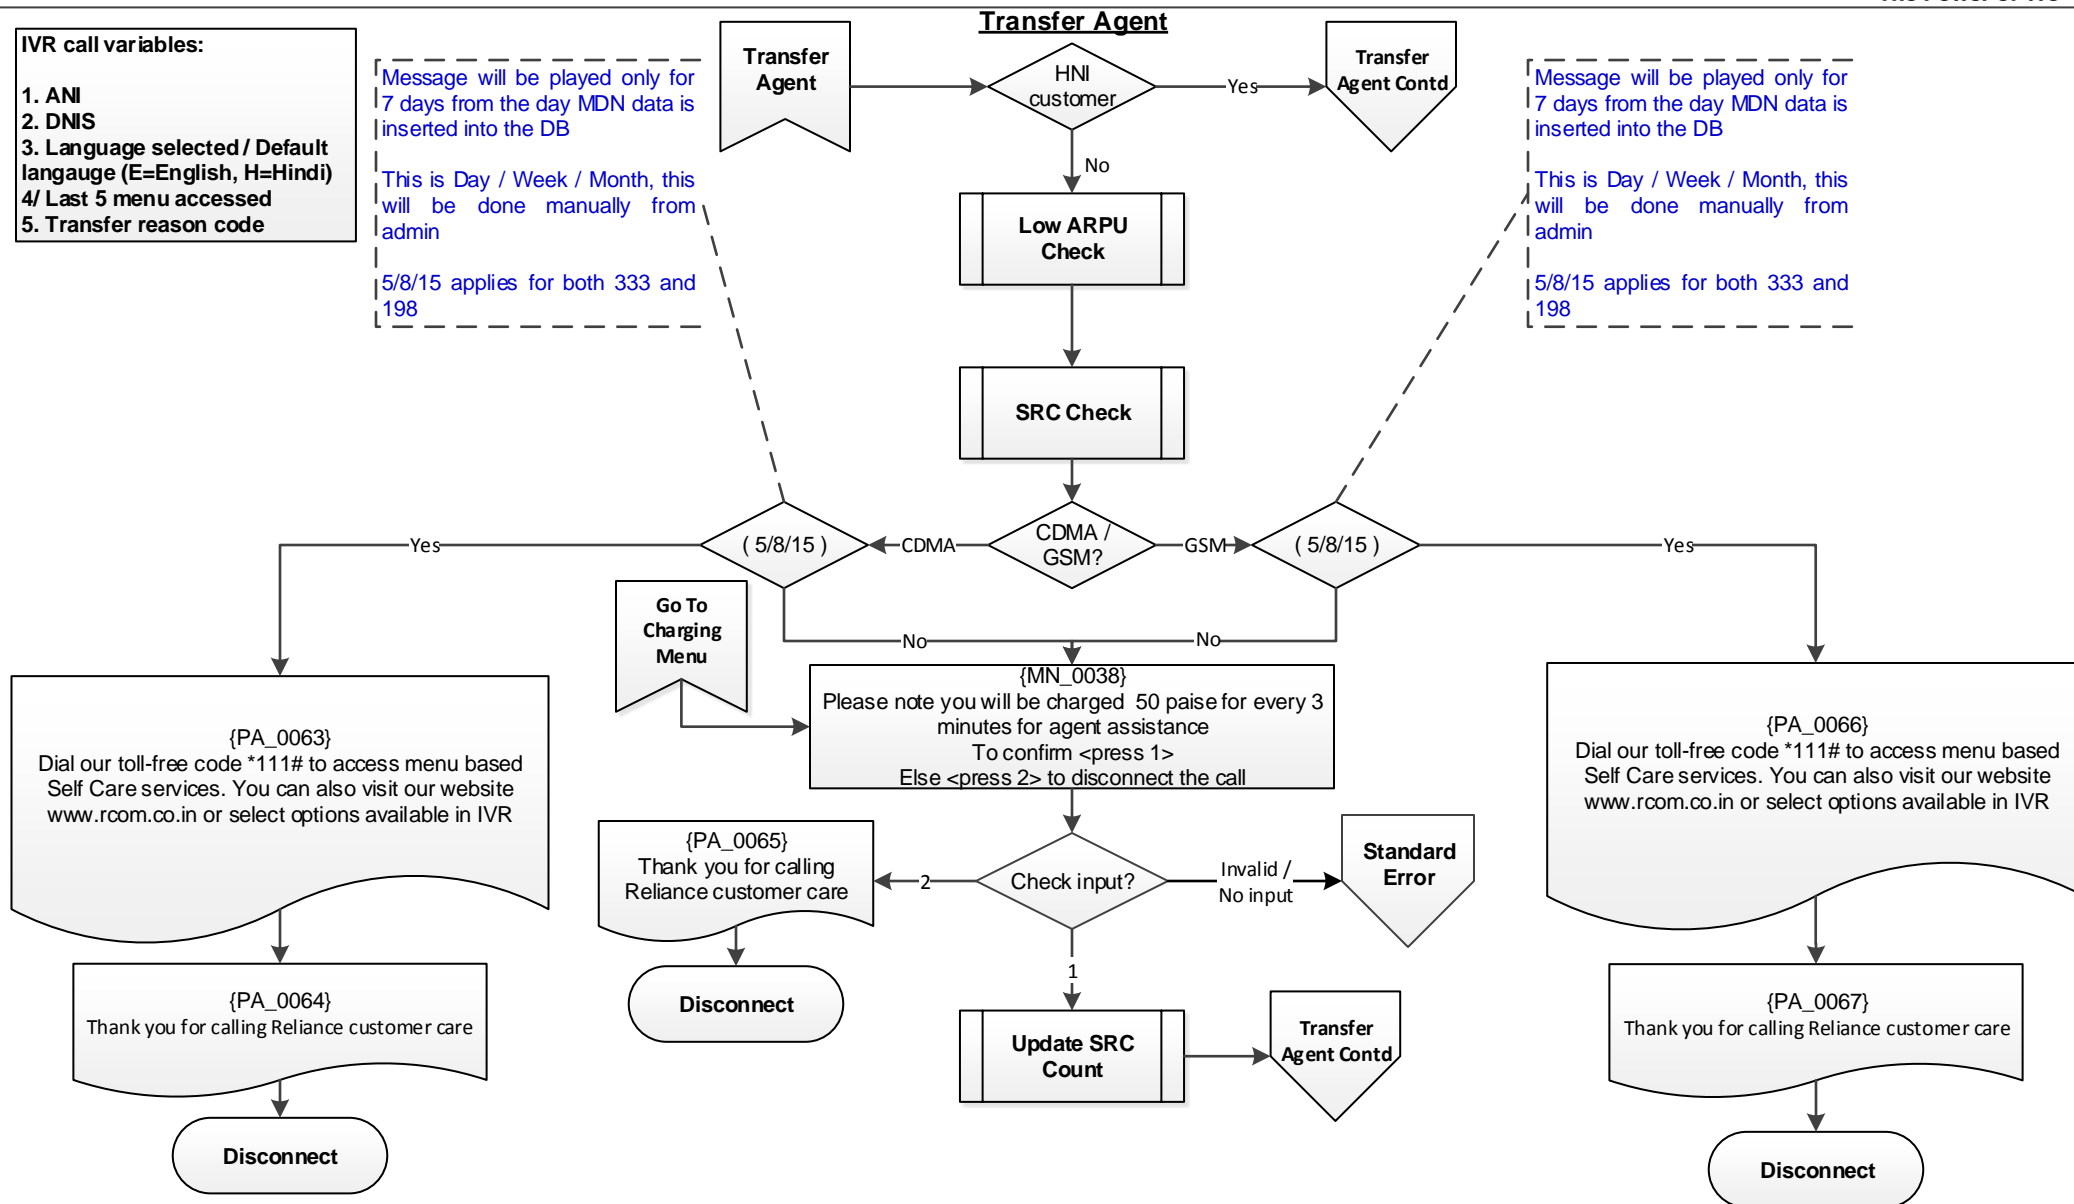 Transfer Agent
IVR call variables:
1. ANI
2. DNIS
3. Language selected / Default
langauge (E=English, H=Hindi)
4/ Last 5 menu accessed
5. Transfer reason code
Message will be played only for
7 days from the day MDN data is
inserted into the DB
This is Day / Week / Month, this
will be done manually from
admin
5/8/15 applies for both 333 and
198
Transfer
Agent
HNI
customer
Yes
Transfer
Agent Contd
Message will be played only for
7 days from the day MDN data is
inserted into the DB
This is Day / Week / Month, this
will be done manually from
admin
5/8/15 applies for both 333 and
198
No
Low ARPU
Check
SRC Check
Yes
( 5/8/15 )
CDMA
CDMA /
GSM?
GSM
( 5/8/15 )
Yes
Go To
Charging
Menu
No
No
{MN_0038}
Please note you will be charged 50 paise for every 3
minutes for agent assistance
To confirm <press 1>
Else <press 2> to disconnect the call
{PA_0063}
Dial our toll-free code *111# to access menu based
Self Care services. You can also visit our website
www.rcom.co.in or select options available in IVR
{PA_0066}
Dial our toll-free code *111# to access menu based
Self Care services. You can also visit our website
www.rcom.co.in or select options available in IVR
{PA_0065}
Thank you for calling
Reliance customer care
2
Check input?
Invalid /
No input
Standard
Error
Disconnect
1
Update SRC
Count
Transfer
Agent Contd
{PA_0064}
Thank you for calling Reliance customer care
{PA_0067}
Thank you for calling Reliance customer care
Disconnect
Disconnect